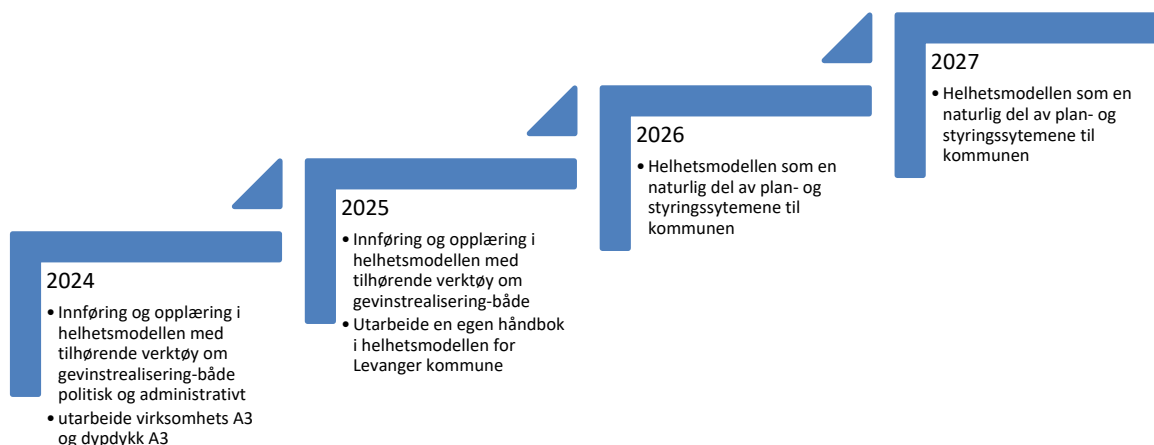 2024
• Innføring og opplæring i
helhetsmodellen med
tilhørende verktøy om
gevinstrealisering-både
politisk og administrativt
• utarbeide virksomhets A3
og dypdykk A3
2025
• Innføring og opplæring i
helhetsmodellen med
tilhørende verktøy om
gevinstrealisering-både
• Utarbeide en egen håndbok
i helhetsmodellen for
Levanger kommune
2026
• Helhetsmodellen som en
naturlig del av plan- og
styringssytemene til
kommunen
2027
• Helhetsmodellen som en
naturlig del av plan- og
styringssytemene til
kommunen